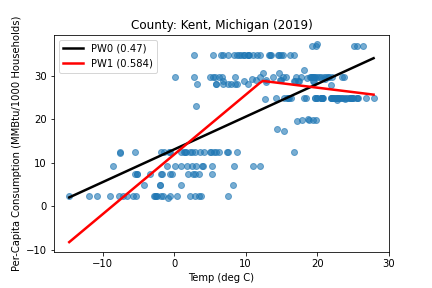 County: Kent, Michigan (2019)
PW0 (0.47)
PW1 (0.584)
Per-Capita Consumption (MMBtu/1000 Households)
30
20
10
0
−10
−10 0 10 20 30
Temp (deg C)